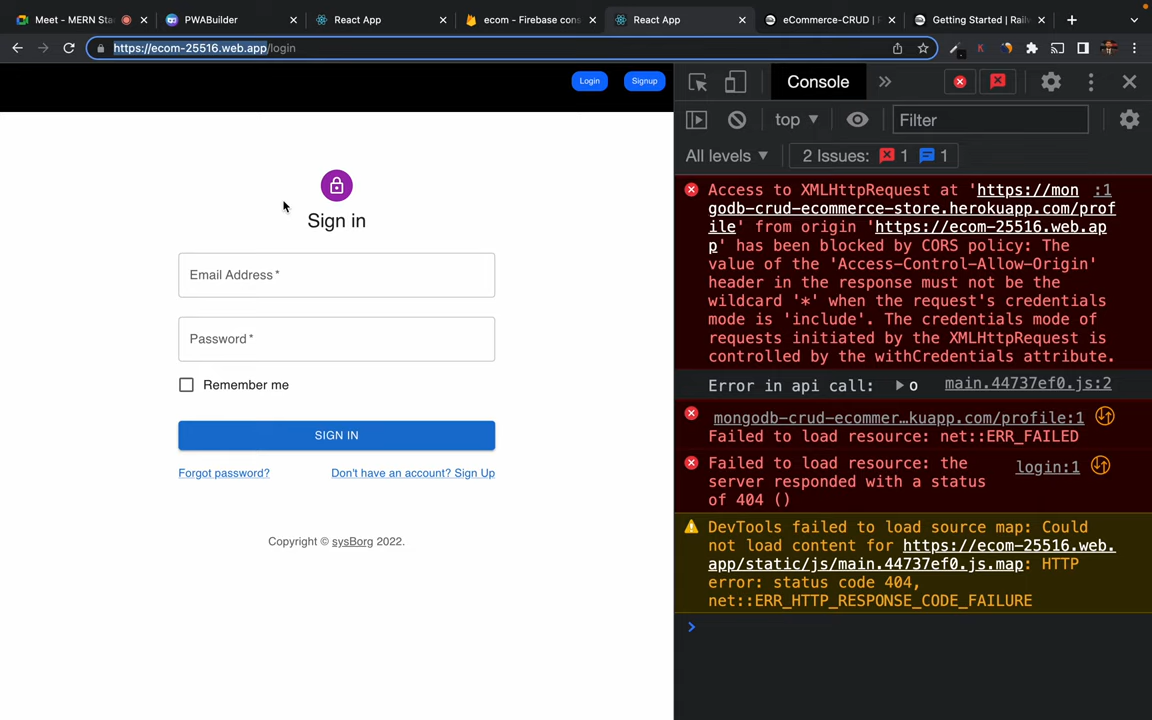 Meet - MERN Sta
PWABuilder
React App
ecom - Firebase cons
React App
eCommerce-CRUD | R
Getting Started | Railw
https://ecom-25516.web.app/login
K
Login
Signup
Console
top
Filter
All levels
2 Issues:
1
1
Sign in
Email Address*
Password*
Remember me
SIGN IN
Forgot password?
Don't have an account? Sign Up
Copyright © sysBorg 2022.
Access to XMLHttpRequest at 'https://mon :1
godb-crud-ecommerce-store.herokuapp.com/prof
ile' from origin 'https://ecom-25516.web.ap
p' has been blocked by CORS policy: The
value of the 'Access-Control-Allow-Origin'
header in the response must not be the
wildcard '*' when the request's credentials
mode is 'include'. The credentials mode of
requests initiated by the XMLHttpRequest is
controlled by the withCredentials attribute.
Error in api call: ▶ o main.44737ef0.js:2
mongodb-crud-ecommer…kuapp.com/profile:1
Failed to load resource: net::ERR_FAILED
Failed to load resource: the login:1
server responded with a status
of 404 ()
DevTools failed to load source map: Could
not load content for https://ecom-25516.web.
app/static/js/main.44737ef0.js.map: HTTP
error: status code 404,
net::ERR_HTTP_RESPONSE_CODE_FAILURE